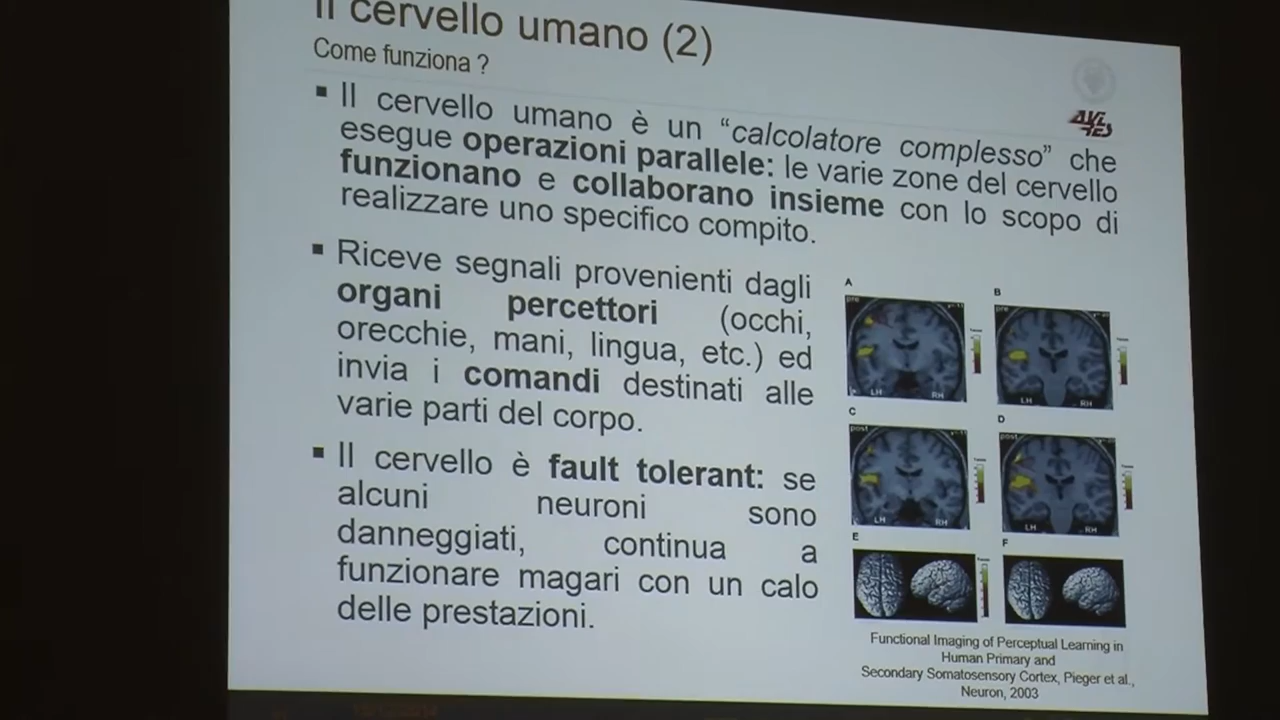 Il cervello umano (2)
Come funziona ?
▪ Il cervello umano è un “calcolatore complesso” che
esegue operazioni parallele: le varie zone del cervello
funzionano e collaborano insieme con lo scopo di
realizzare uno specifico compito.
▪ Riceve segnali provenienti dagli
organi percettori (occhi,
orecchie, mani, lingua, etc.) ed
invia i comandi destinati alle
varie parti del corpo.
▪ Il cervello è fault tolerant: se
alcuni neuroni sono
danneggiati, continua a
funzionare magari con un calo
delle prestazioni.
A B
pre pre
LH RH LH RH
C D
post post
LH RH LH RH
E F
Functional Imaging of Perceptual Learning in
Human Primary and
Secondary Somatosensory Cortex, Pieger et al.,
Neuron, 2003